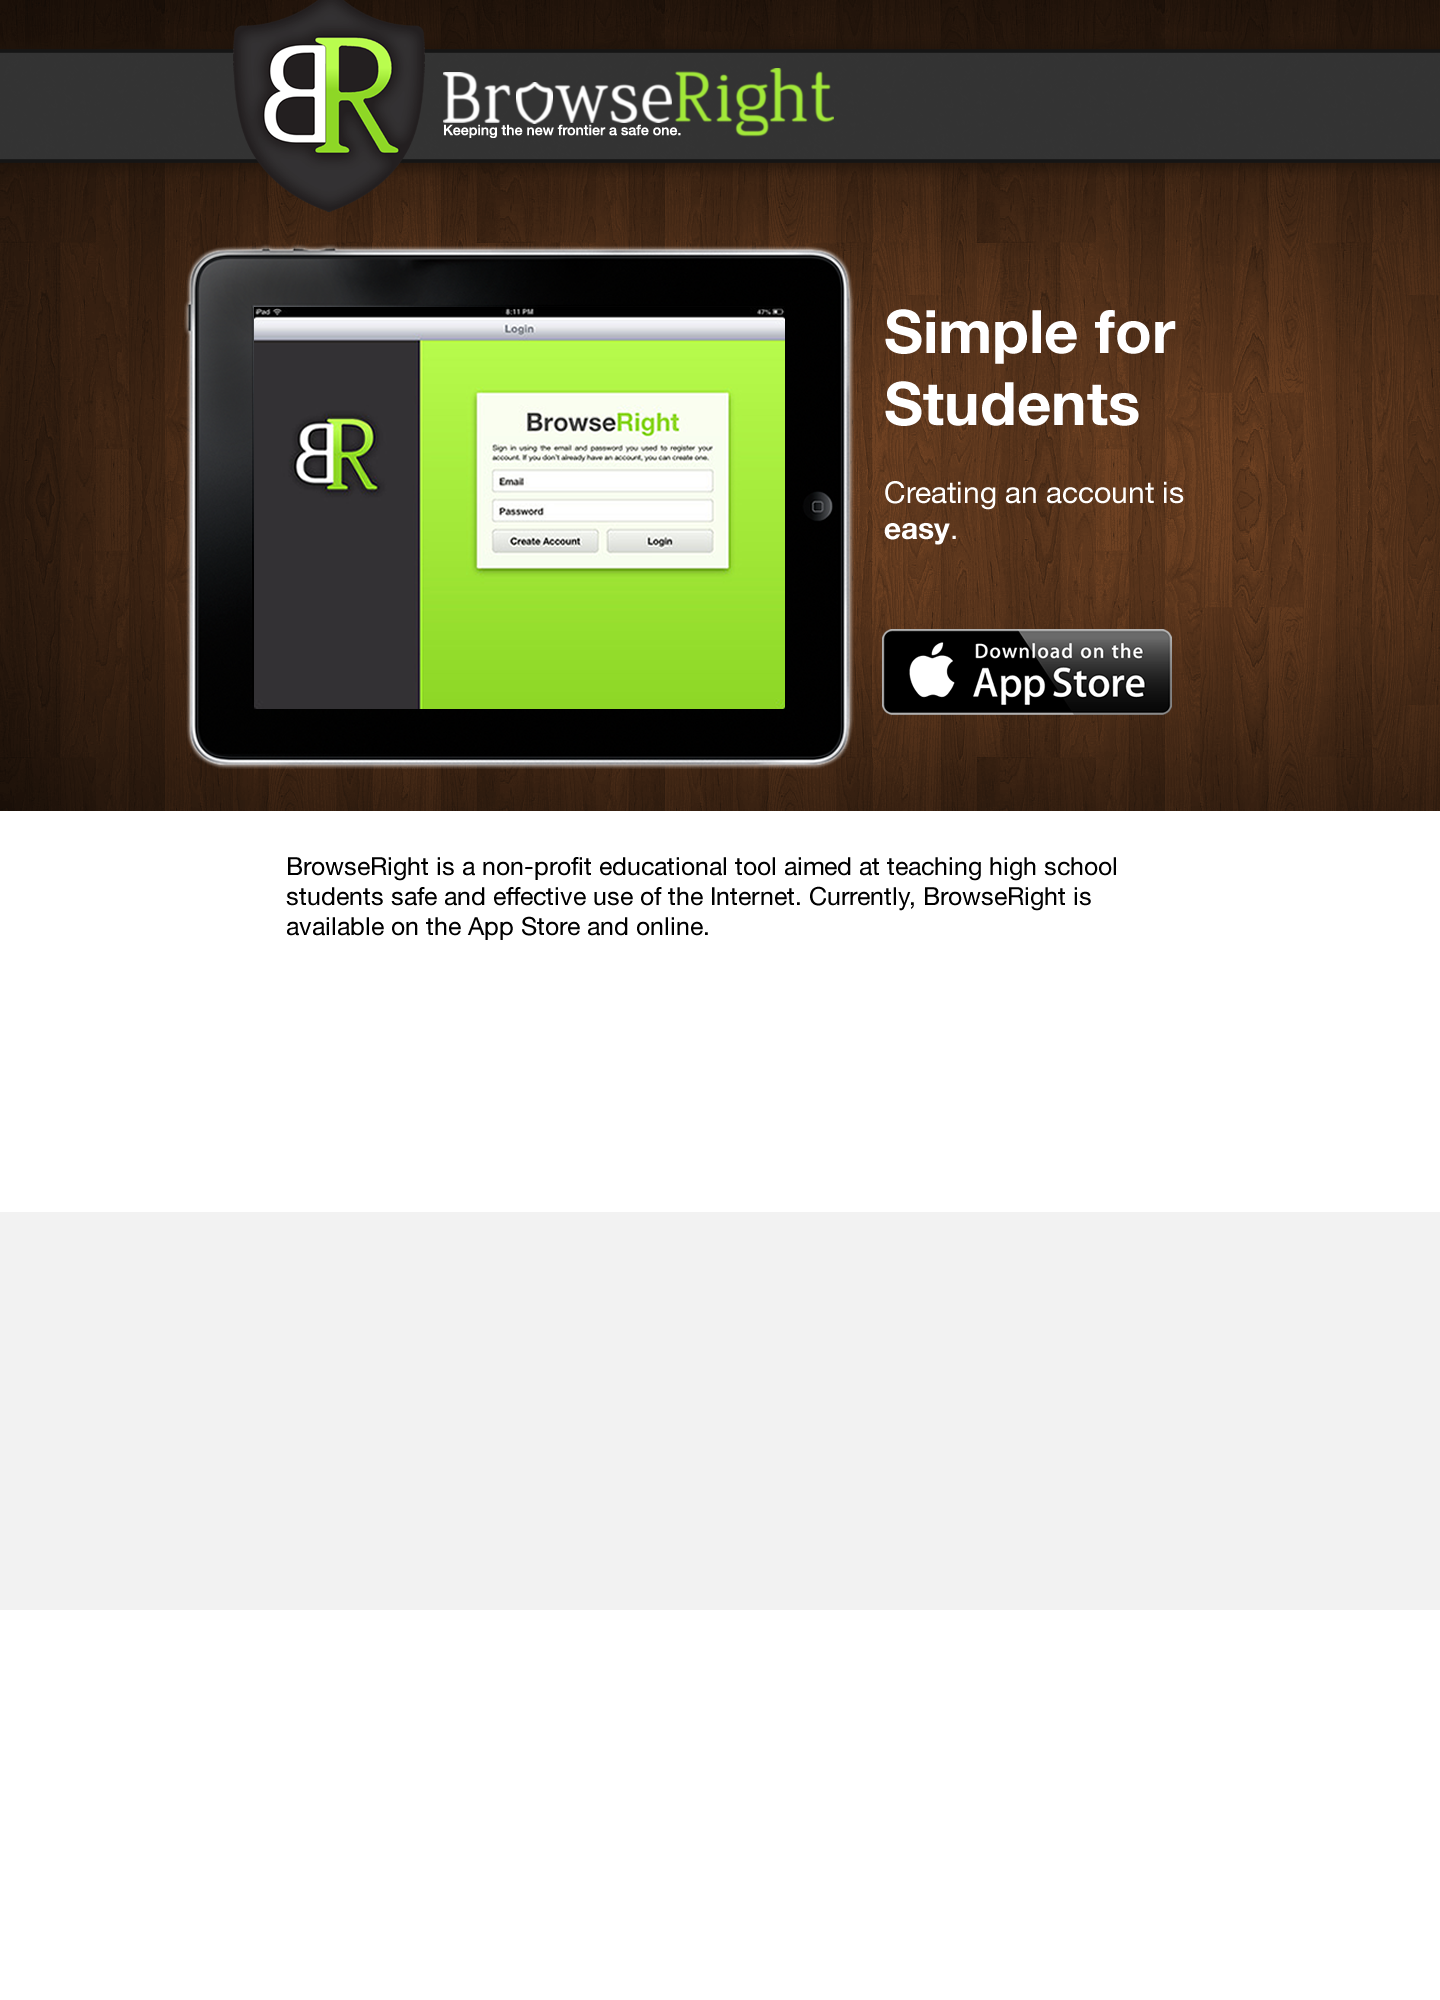 BR
BrowseRight
Keeping the new frontier a safe one.
iPad
8:11 PM
47%
Login
BR
BrowseRight
Sign in using the email and password you used to register your
account. If you don't already have an account, you can create one.
Email
Password
Create Account
Login
Simple for
Students
Creating an account is
easy.
Download on the
App Store
BrowseRight is a non-profit educational tool aimed at teaching high school
students safe and effective use of the Internet. Currently, BrowseRight is
available on the App Store and online.